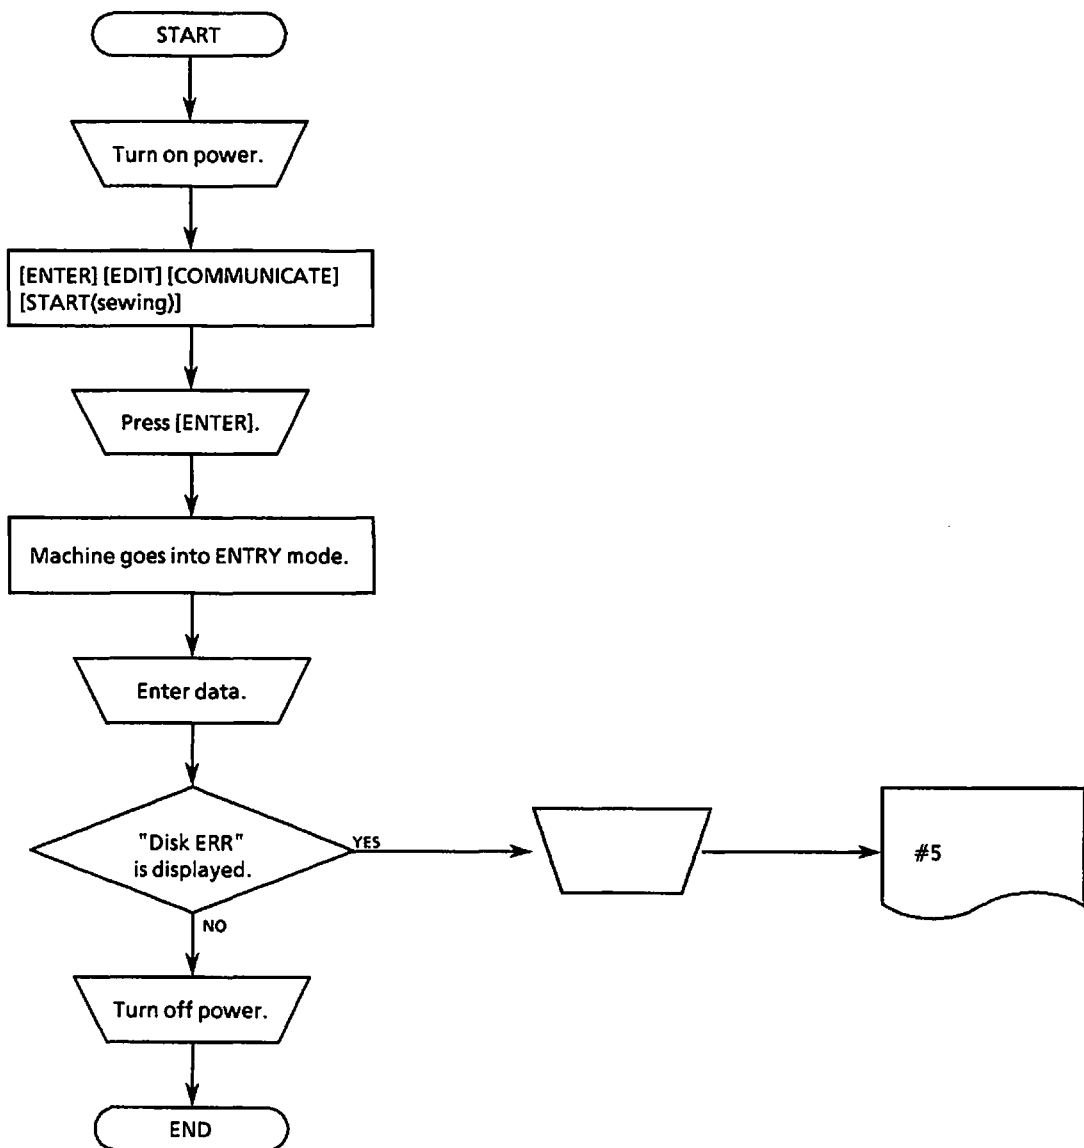 START
Turn on power.
[ENTER] [EDIT] [COMMUNICATE]
[START(sewing)]
Press [ENTER].
Machine goes into ENTRY mode.
Enter data.
"Disk ERR"
is displayed.
YES
#5
NO
Turn off power.
END